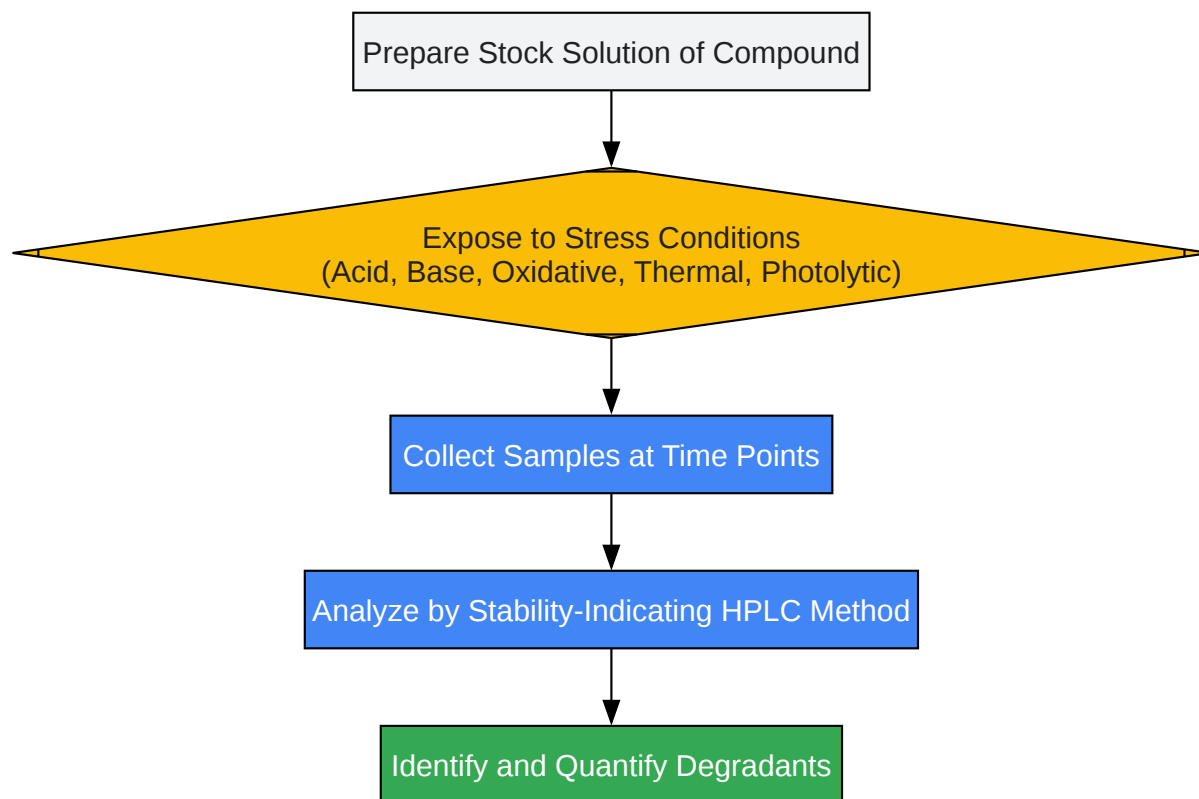 Prepare Stock Solution of Compound
Expose to Stress Conditions
(Acid, Base, Oxidative, Thermal, Photolytic)
Collect Samples at Time Points
Analyze by Stability-Indicating HPLC Method
Identify and Quantify Degradants